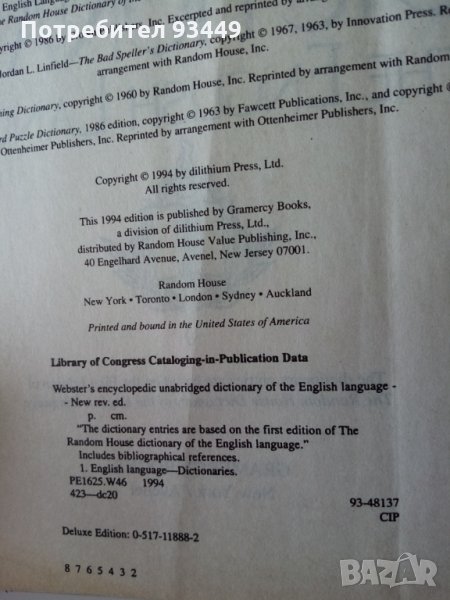 English Langu
he Random House Dictionary of the
Copyright © 1986 by
Inc. Excerpted and reprinted by arrange
Потребител 93449
Jordan L. Linfield—The Bad Speller's Dictionary, copyright © 1967, 1963, by Innovation Press. R
arrangement with Random House, Inc.
ning Dictionary, copyright © 1960 by Random House, Inc. Reprinted by arrangement with Random
rd Puzzle Dictionary, 1986 edition, copyright © 1963 by Fawcett Publications, Inc., and copyright ©
Ottenheimer Publishers, Inc. Reprinted by arrangement with Ottenheimer Publishers, Inc.
Copyright © 1994 by dilithium Press, Ltd.
All rights reserved.
This 1994 edition is published by Gramercy Books,
a division of dilithium Press, Ltd.,
distributed by Random House Value Publishing, Inc.,
40 Engelhard Avenue, Avenel, New Jersey 07001.
Random House
New York • Toronto • London • Sydney • Auckland
Printed and bound in the United States of America
Library of Congress Cataloging-in-Publication Data
Webster's encyclopedic unabridged dictionary of the English language -
- New rev. ed.
p. cm.
"The dictionary entries are based on the first edition of The
Random House dictionary of the English language."
Includes bibliographical references.
1. English language—Dictionaries.
PE1625.W46 1994
423—dc20
93-48137
CIP
Deluxe Edition: 0-517-11888-2
8 7 6 5 4 3 2
BAZAR